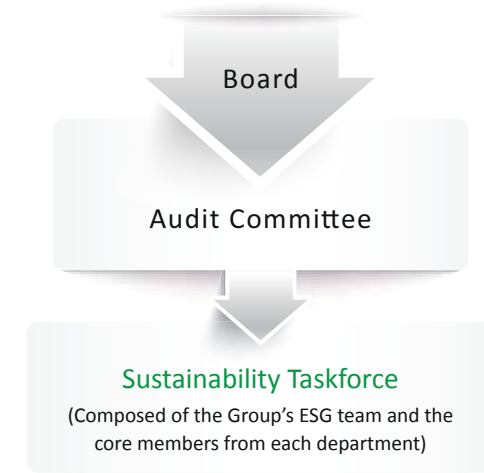 Board
Audit Committee
Sustainability Taskforce
(Composed of the Group’s ESG team and the
core members from each department)